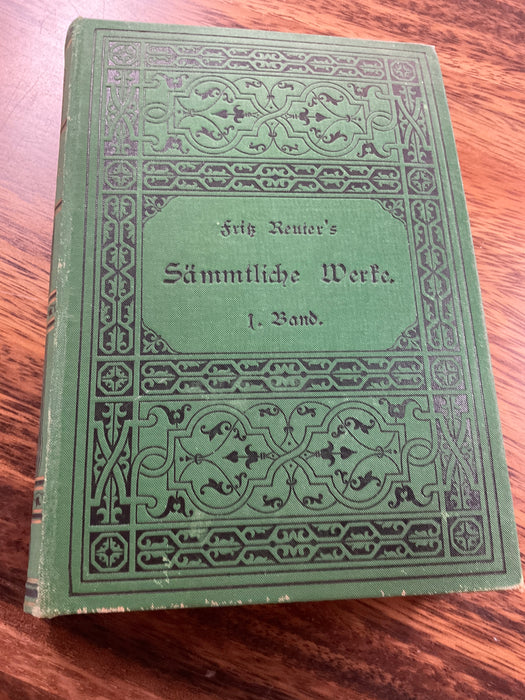 Fritz Reuter's
Sämmtliche Werke.
1. Band.